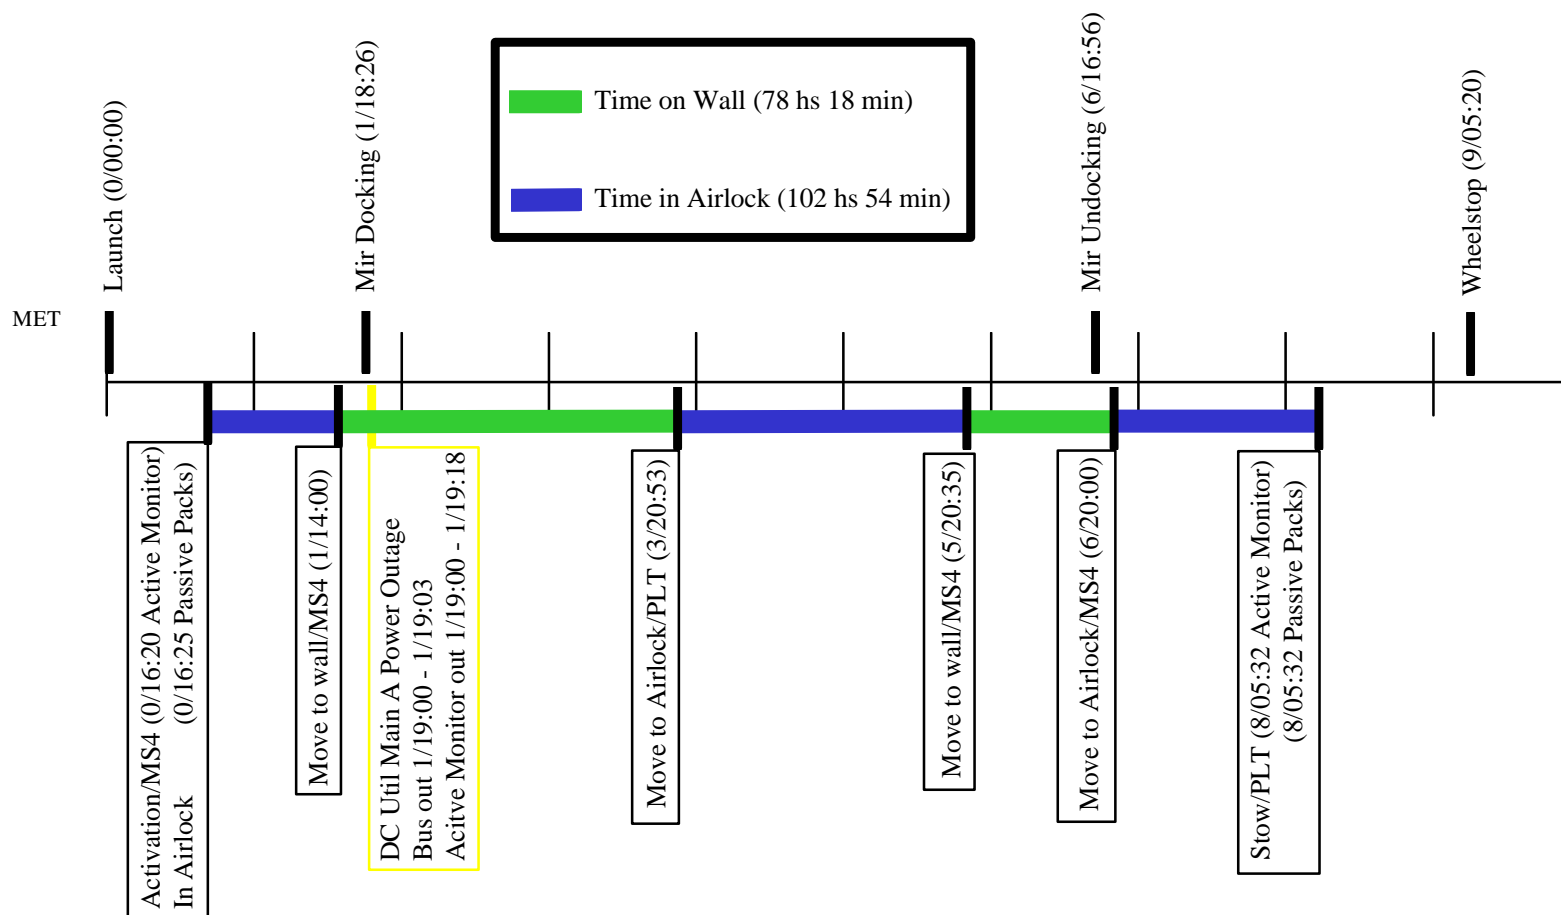 Launch (0/00:00)
Mir Docking (1/18:26)
Time on Wall (78 hs 18 min)
Time in Airlock (102 hs 54 min)
Mir Undocking (6/16:56)
Wheelstop (9/05:20)
MET
Activation/MS4 (0/16:20 Active Monitor)
In Airlock (0/16:25 Passive Packs)
Move to wall/MS4 (1/14:00)
DC Util Main A Power Outage
Bus out 1/19:00 - 1/19:03
Acitve Monitor out 1/19:00 - 1/19:18
Move to Airlock/PLT (3/20:53)
Move to wall/MS4 (5/20:35)
Move to Airlock/MS4 (6/20:00)
Stow/PLT (8/05:32 Active Monitor)
(8/05:32 Passive Packs)